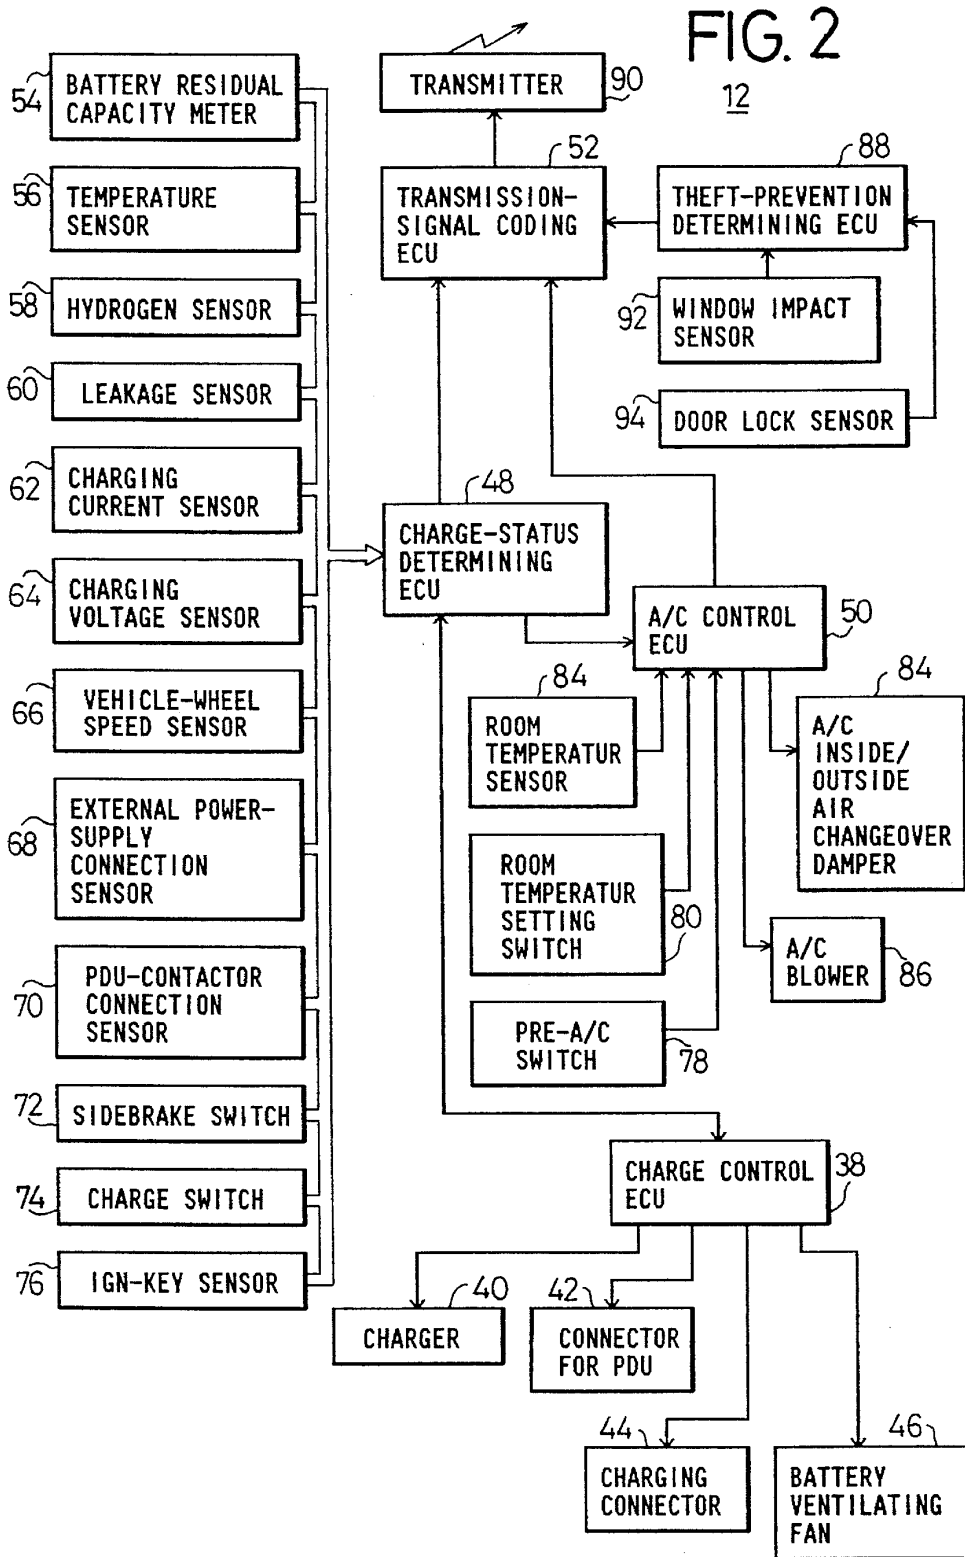 FIG. 2
12
54
BATTERY RESIDUAL
CAPACITY METER
56
TEMPERATURE
SENSOR
58
HYDROGEN SENSOR
60
LEAKAGE SENSOR
62
CHARGING
CURRENT SENSOR
64
CHARGING
VOLTAGE SENSOR
66
VEHICLE-WHEEL
SPEED SENSOR
68
EXTERNAL POWER-
SUPPLY
CONNECTION
SENSOR
70
PDU-CONTACTOR
CONNECTION
SENSOR
72
SIDEBRAKE SWITCH
74
CHARGE SWITCH
76
IGN-KEY SENSOR
TRANSMITTER
90
52
TRANSMISSION-
SIGNAL CODING
ECU
88
THEFT-PREVENTION
DETERMINING ECU
92
WINDOW IMPACT
SENSOR
94
DOOR LOCK SENSOR
48
CHARGE-STATUS
DETERMINING
ECU
A/C CONTROL
ECU
50
84
ROOM
TEMPERATUR
SENSOR
84
A/C
INSIDE/
OUTSIDE
AIR
CHANGEOVER
DAMPER
ROOM
TEMPERATUR
SETTING
SWITCH
80
A/C
BLOWER
86
PRE-A/C
SWITCH
78
CHARGE CONTROL
ECU
38
40
CHARGER
42
CONNECTOR
FOR PDU
44
CHARGING
CONNECTOR
46
BATTERY
VENTILATING
FAN